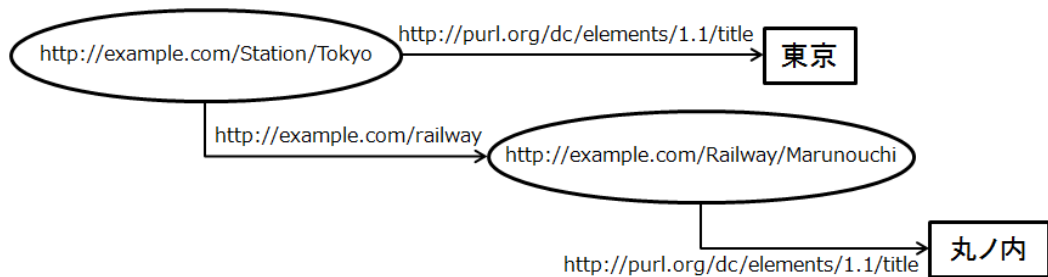 http://example.com/Station/Tokyo
http://purl.org/dc/elements/1.1/title
東京
http://example.com/railway
http://example.com/Railway/Marunouchi
http://purl.org/dc/elements/1.1/title
丸ノ内